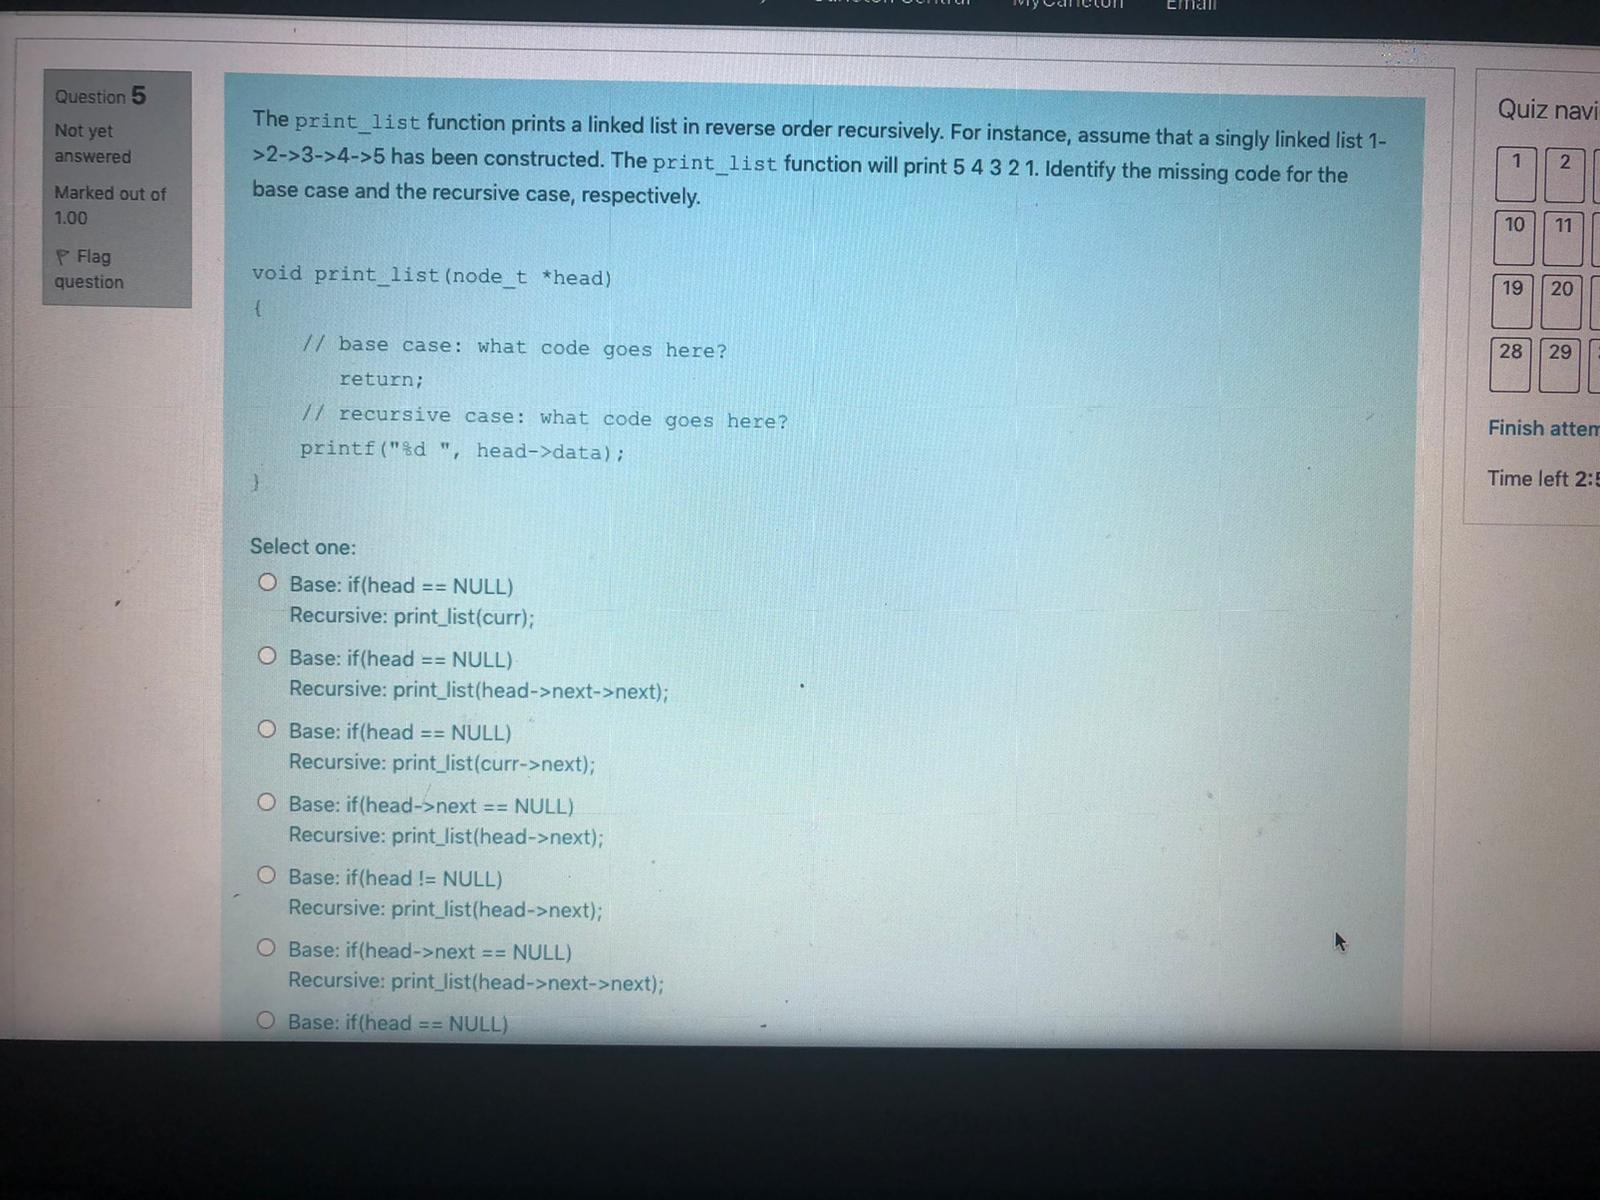 MyCarleton Email
Question 5
Not yet
answered
Marked out of
1.00
Flag
question
The print_list function prints a linked list in reverse order recursively. For instance, assume that a singly linked list 1-
>2->3->4->5 has been constructed. The print_list function will print 5 4 3 2 1. Identify the missing code for the
base case and the recursive case, respectively.
void print_list(node_t *head)
{
// base case: what code goes here?
return;
// recursive case: what code goes here?
printf("%d ", head->data);
}
Select one:
Base: if(head == NULL)
Recursive: print_list(curr);
Base: if(head == NULL)
Recursive: print_list(head->next->next);
Base: if(head == NULL)
Recursive: print_list(curr->next);
Base: if(head->next == NULL)
Recursive: print_list(head->next);
Base: if(head != NULL)
Recursive: print_list(head->next);
Base: if(head->next == NULL)
Recursive: print_list(head->next->next);
Base: if(head == NULL)
Quiz navi
1 2
10 11
19 20
28 29
Finish attem
Time left 2:5